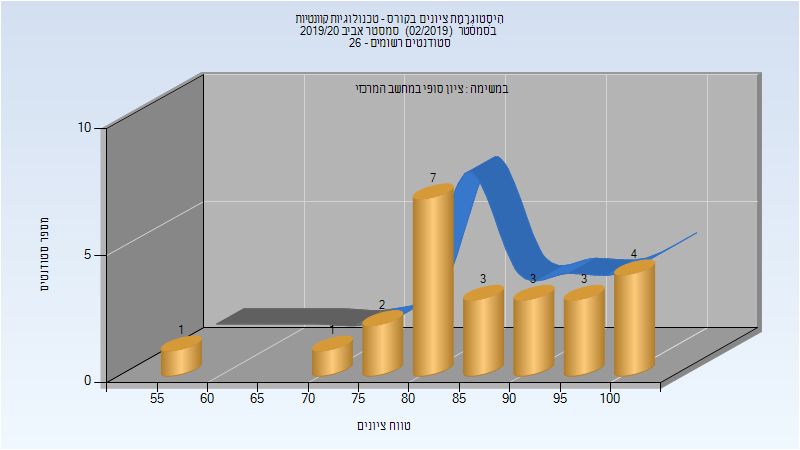 היסטוגרמת ציונים בקורס - טכנולוגיות קוונטיות
בסמסטר (02/2019) סמסטר אביב 2019/20
סטודנטים רשומים - 26
במשימה : ציון סופי במחשב המרכזי
מספר סטודנטים
10
5
0
1
1
2
7
3
3
3
4
55 60 65 70 75 80 85 90 95 100
טווח ציונים